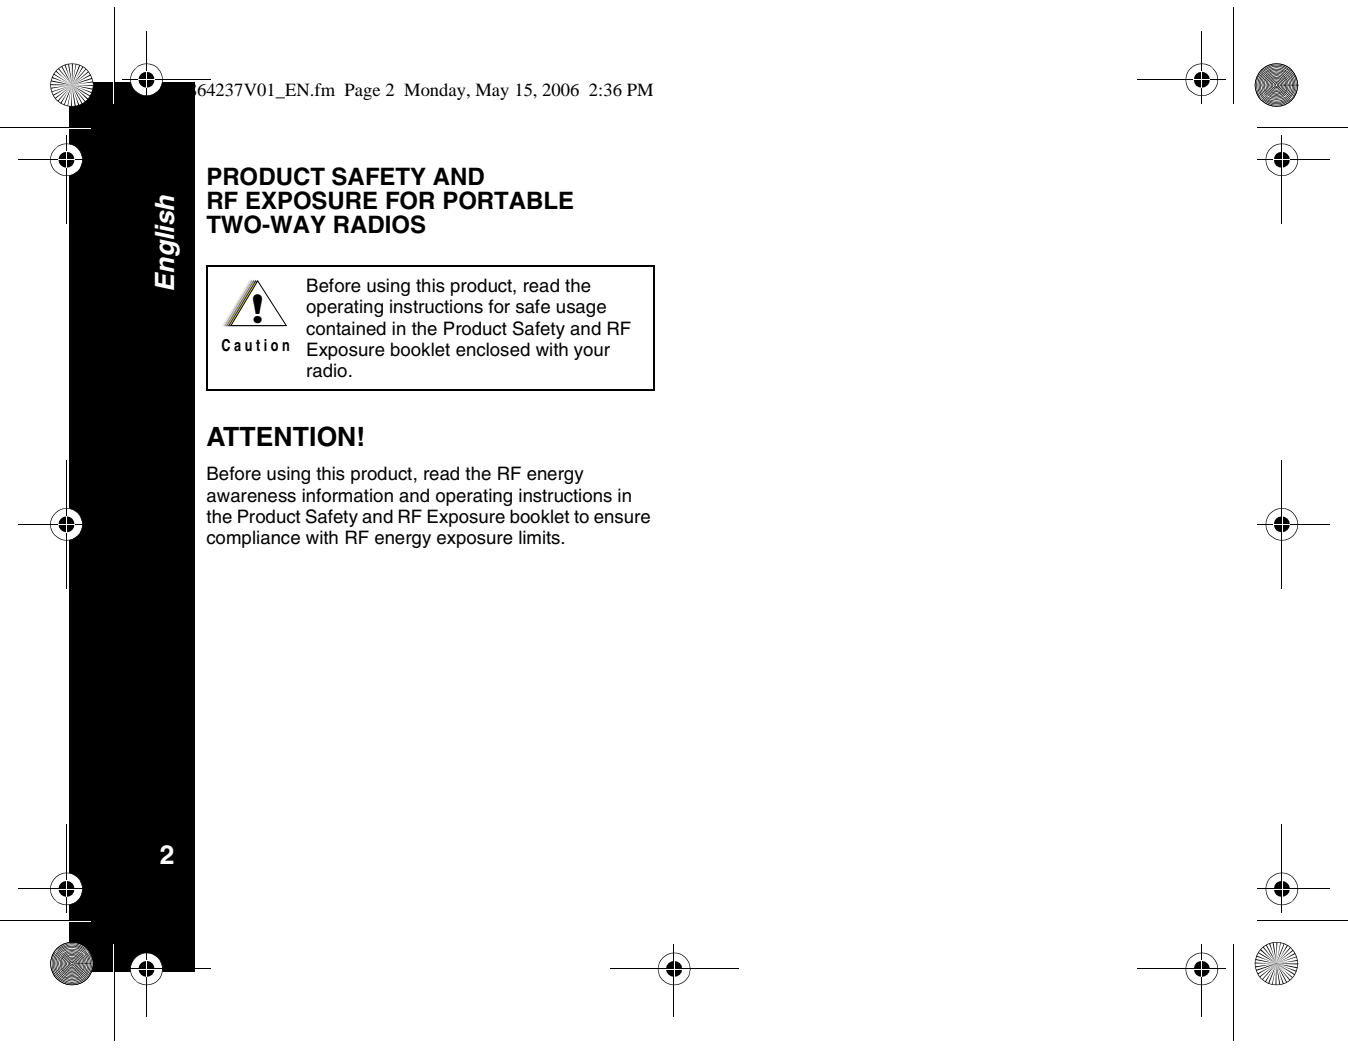 64237V01_EN.fm Page 2 Monday, May 15, 2006 2:36 PM
English
PRODUCT SAFETY AND
RF EXPOSURE FOR PORTABLE
TWO-WAY RADIOS
Caution
Before using this product, read the
operating instructions for safe usage
contained in the Product Safety and RF
Exposure booklet enclosed with your
radio.
ATTENTION!
Before using this product, read the RF energy
awareness information and operating instructions in
the Product Safety and RF Exposure booklet to ensure
compliance with RF energy exposure limits.
2